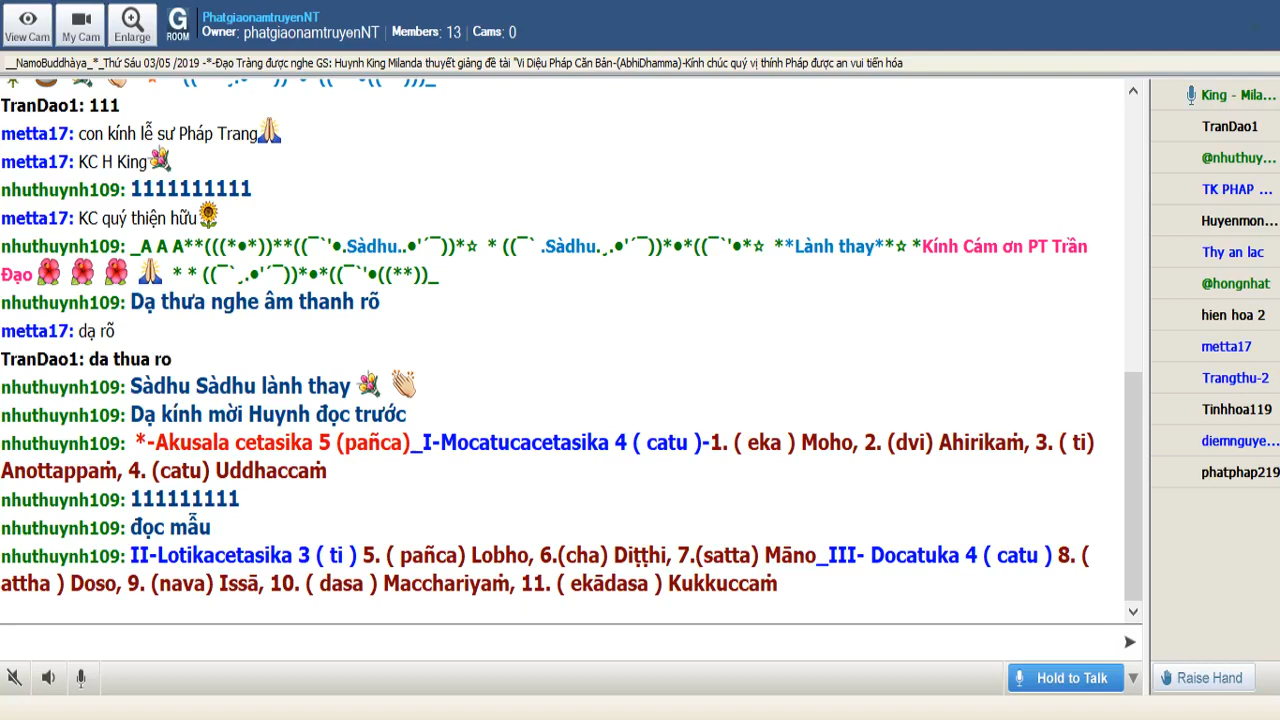 View Cam
My Cam
Enlarge
G
ROOM
PhatgiaonamtruyenNT
Owner: phatgiaonamtruyenNT Members: 13 Cams: 0
__NamoBuddhàya_*_Thứ Sáu 03/05 /2019 -*-Đạo Tràng được nghe GS: Huynh King Milanda thuyết giảng đề tài "Vi Diệu Pháp Căn Bản-(AbhiDhamma)-Kính chúc quý vị thính Pháp được an vui tiến hóa
TranDao1: 111
metta17: con kính lễ sư Pháp Trang
metta17: KC H King
nhuthuynh109: 1111111111
metta17: KC quý thiện hữu
nhuthuynh109: _A A A**(((*•*))**((¯`'•.Sàdhu..•'´¯))*☆ * ((¯` .Sàdhu.¸.•'´¯))*•*((¯`'•*☆ **Lành thay**☆ *Kính Cám ơn PT Trần
Đạo * * ((¯`¸.•'´¯))*•*((¯`'•((**))_
nhuthuynh109: Dạ thưa nghe âm thanh rõ
metta17: dạ rõ
TranDao1: da thua ro
nhuthuynh109: Sàdhu Sàdhu lành thay
nhuthuynh109: Dạ kính mời Huynh đọc trước
nhuthuynh109: *-Akusala cetasika 5 (pañca)_I-Mocatucacetasika 4 ( catu )-1. ( eka ) Moho, 2. (dvi) Ahirikaṁ, 3. ( ti)
Anottappaṁ, 4. (catu) Uddhaccaṁ
nhuthuynh109: 111111111
nhuthuynh109: đọc mẫu
nhuthuynh109: II-Lotikacetasika 3 ( ti ) 5. ( pañca) Lobho, 6.(cha) Diṭṭhi, 7.(satta) Māno_III- Docatuka 4 ( catu ) 8. (
attha ) Doso, 9. (nava) Issā, 10. ( dasa ) Macchariyaṁ, 11. ( ekādasa ) Kukkuccaṁ
King - Mila...
TranDao1
@nhuthuy...
TK PHAP ...
Huyenmon...
Thy an lac
@hongnhat
hien hoa 2
metta17
Trangthu-2
Tinhhoa119
diemnguye...
phatphap219
Hold to Talk
Raise Hand